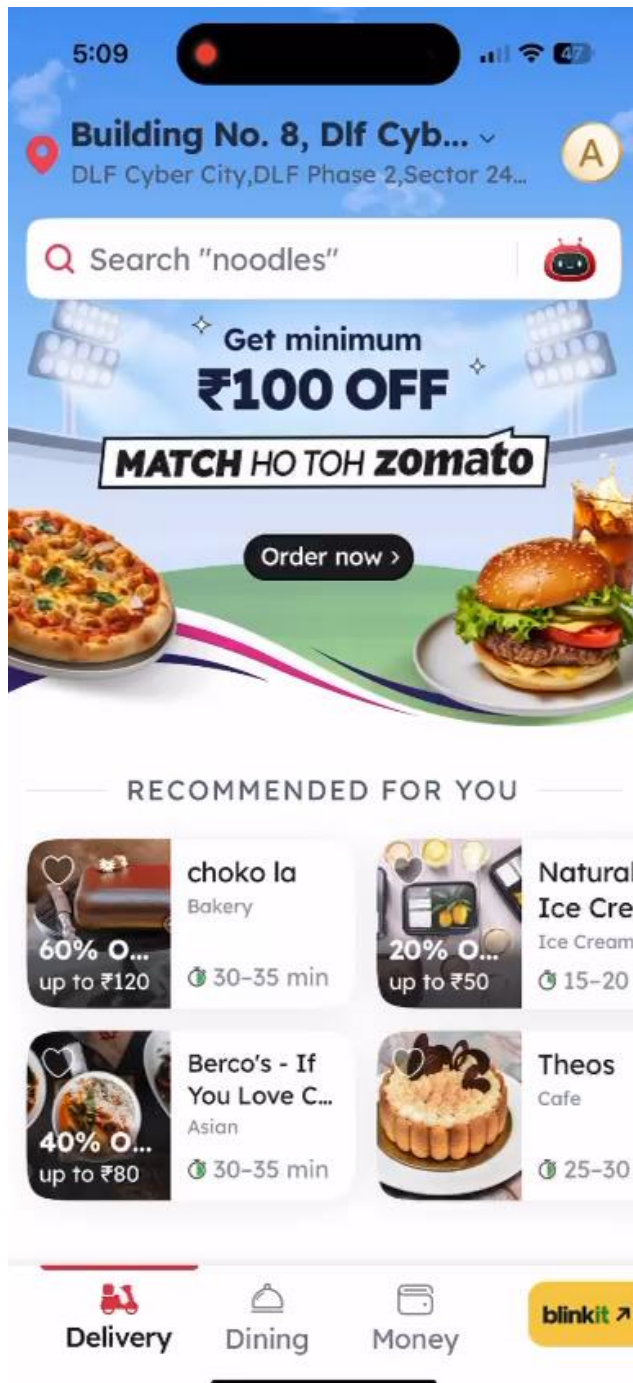 5:09
47
Building No. 8, Dlf Cyb...
DLF Cyber City,DLF Phase 2,Sector 24...
A
Search "noodles"
Get minimum
₹100 OFF
MATCH HO TOH zomato
Order now >
RECOMMENDED FOR YOU
choko la
Bakery
60% O...
up to ₹120
30–35 min
Natural
Ice Cre
Ice Cream
20% O...
up to ₹50
15–20
Berco's - If
You Love C...
Asian
40% O...
up to ₹80
30–35 min
Theos
Cafe
25–30
Delivery
Dining
Money
blinkit